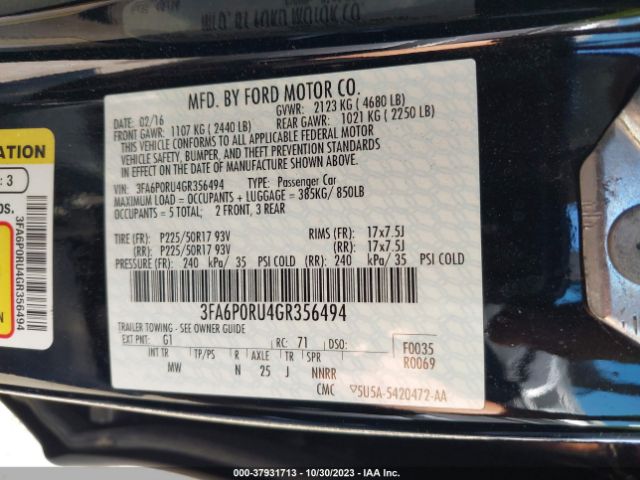 MFD. BY FORD MOTOR CO.
DATE: 02/16
GVWR: 2123 KG ( 4680 LB)
FRONT GAWR: 1107 KG ( 2440 LB)
REAR GAWR: 1021 KG ( 2250 LB)
THIS VEHICLE CONFORMS TO ALL APPLICABLE FEDERAL MOTOR
VEHICLE SAFETY, BUMPER, AND THEFT PREVENTION STANDARDS
IN EFFECT ON THE DATE OF MANUFACTURE SHOWN ABOVE.
VIN: 3FA6P0RU4GR356494 TYPE: Passenger Car
MAXIMUM LOAD = OCCUPANTS + LUGGAGE = 385KG/ 850LB
OCCUPANTS = 5 TOTAL; 2 FRONT, 3 REAR
TIRE (FR): P225/50R17 93V RIMS (FR): 17x7.5J
(RR): P225/50R17 93V (RR): 17x7.5J
PRESSURE (FR): 240 kPa/ 35 PSI COLD (RR): 240 kPa/ 35 PSI COLD
3FA6P0RU4GR356494
TRAILER TOWING - SEE OWNER GUIDE
EXT PNT: G1 RC: 71 DSO: F0035
R0069
INT TR TP/PS R AXLE TR SPR
MW N 25 J NNRR
CMC ▽5U5A-5420472-AA
ATION
: 3
bs.
3FA6P0RU4GR356494
000-37931713 - 10/30/2023 - IAA Inc.